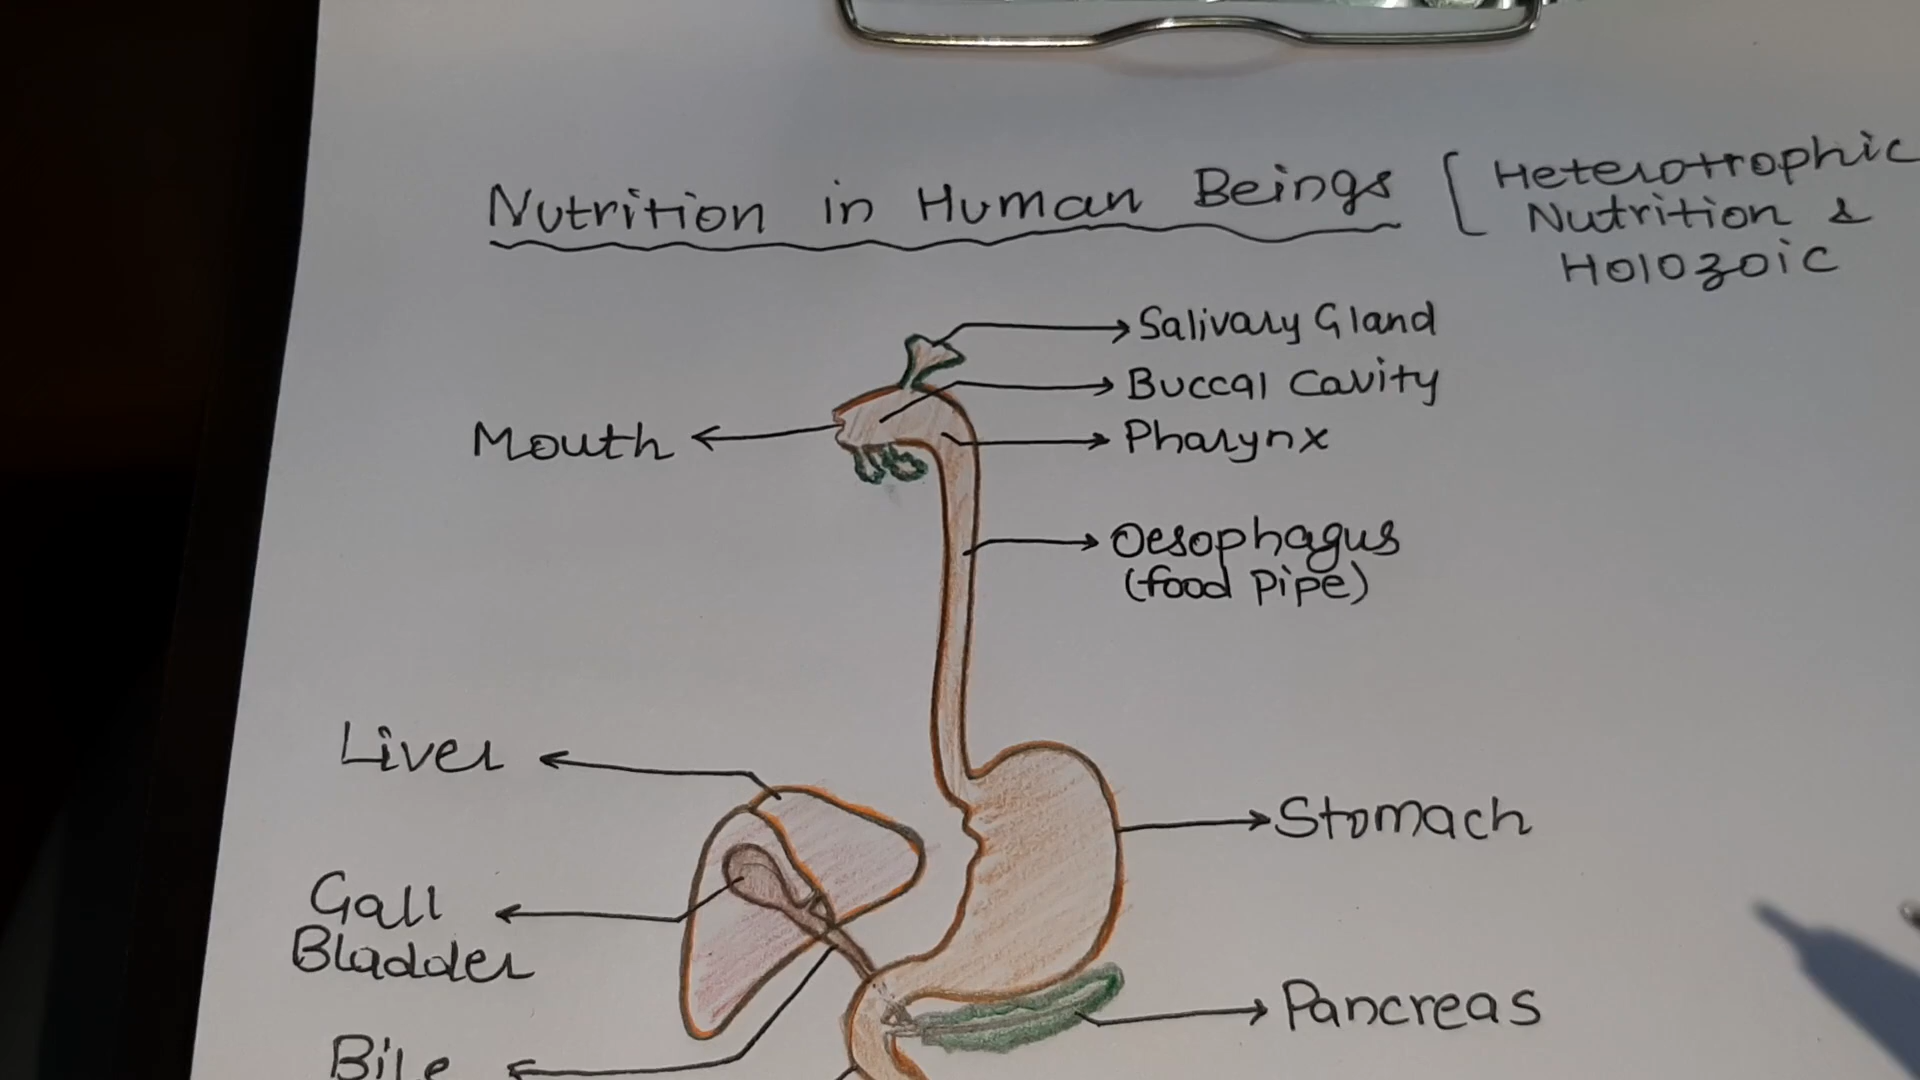 Nutrition in Human Beings [Heterotrophic
Nutrition &
Holozoic
Salivary Gland
Buccal Cavity
Mouth
Pharynx
Oesophagus
(food pipe)
Liver
Stomach
Gall
Bladder
Pancreas
Bile